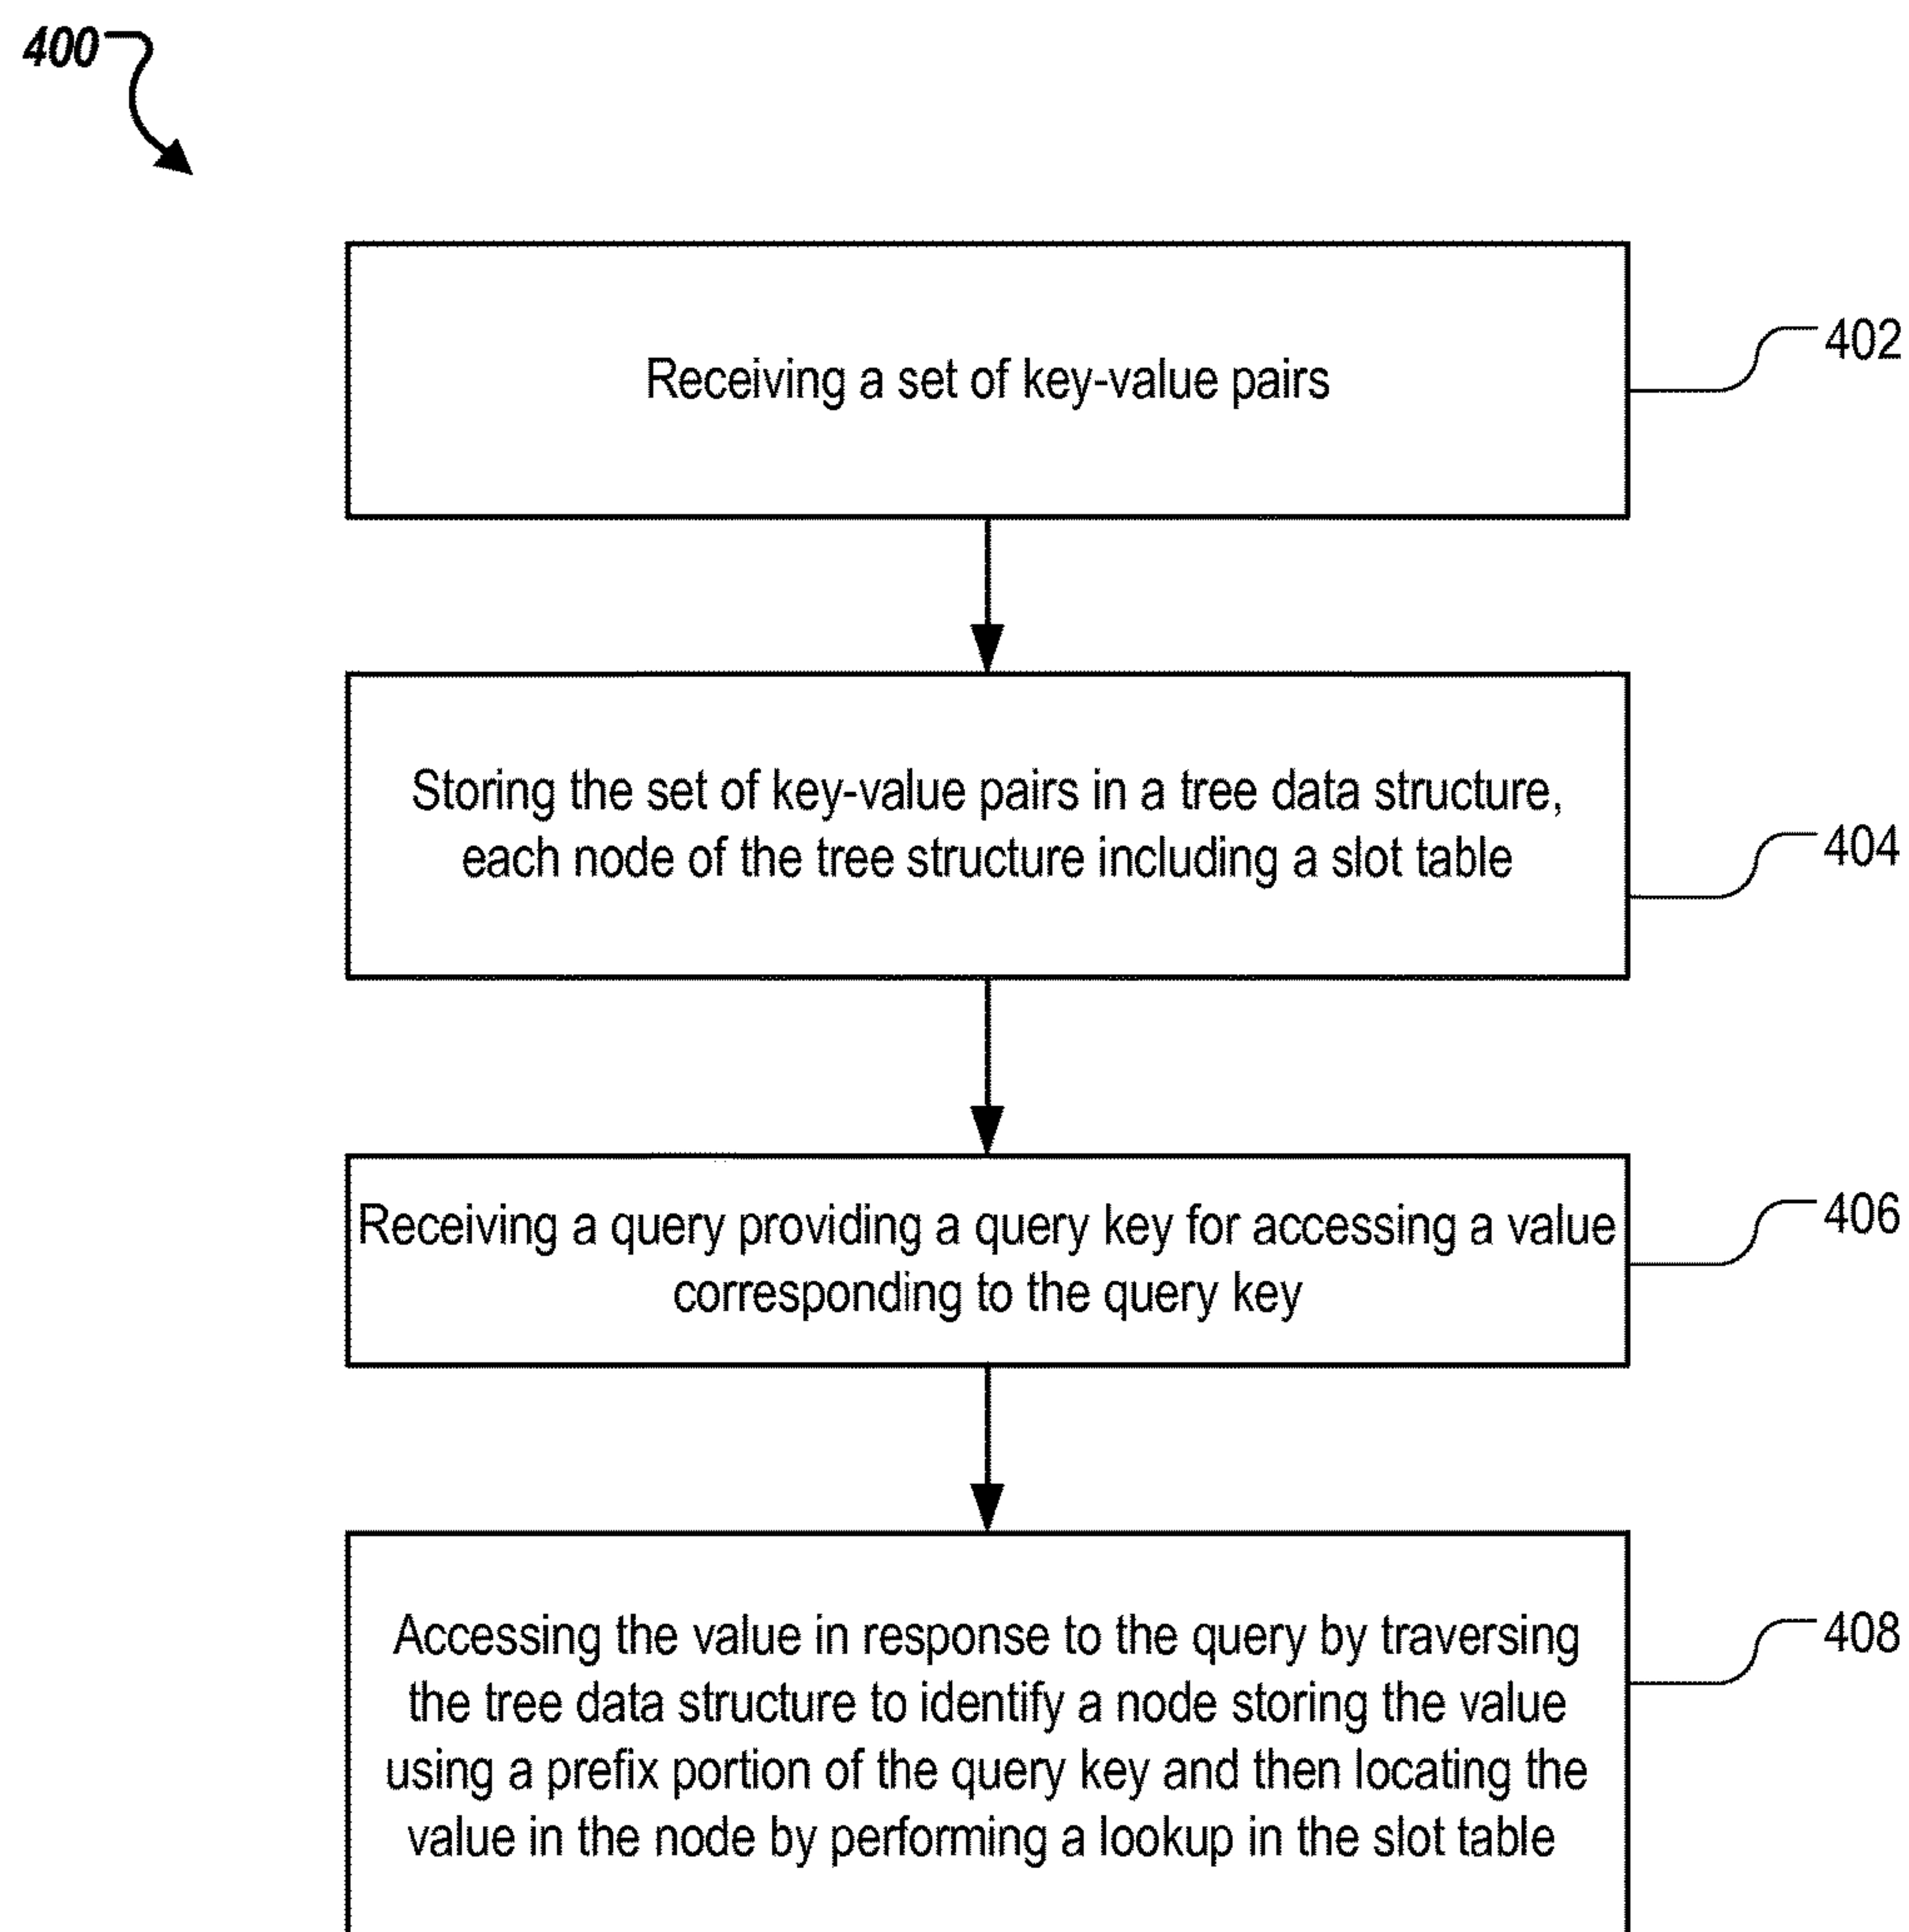 400
Receiving a set of key-value pairs
402
Storing the set of key-value pairs in a tree data structure,
each node of the tree structure including a slot table
404
Receiving a query providing a query key for accessing a value
corresponding to the query key
406
Accessing the value in response to the query by traversing
the tree data structure to identify a node storing the value
using a prefix portion of the query key and then locating the
value in the node by performing a lookup in the slot table
408